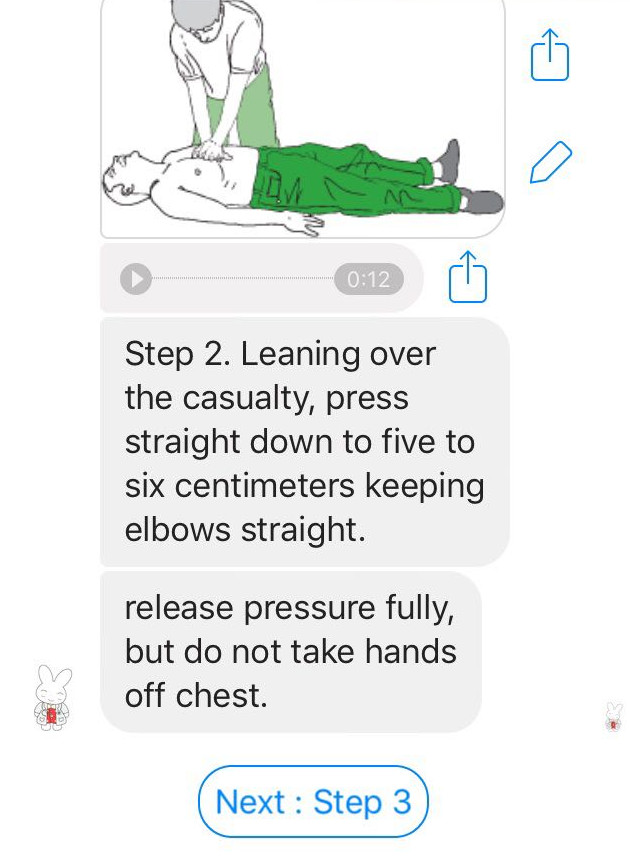 0:12
Step 2. Leaning over
the casualty, press
straight down to five to
six centimeters keeping
elbows straight.
release pressure fully,
but do not take hands
off chest.
Next : Step 3